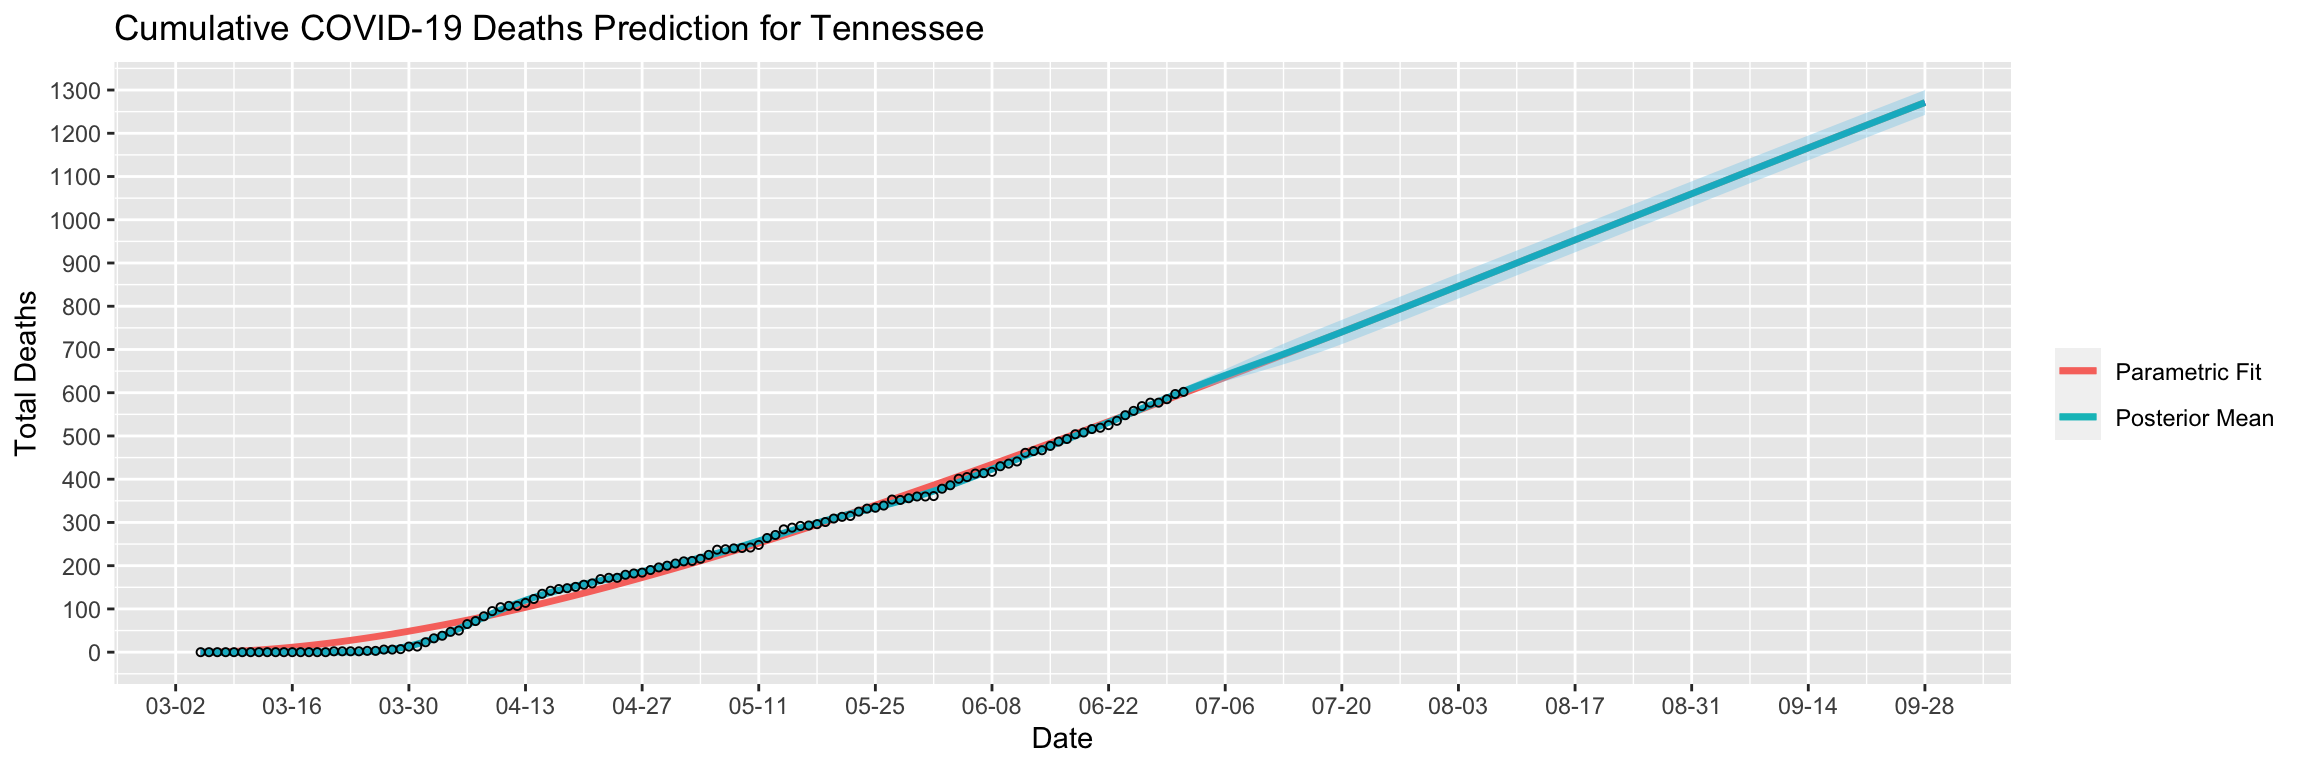 Cumulative COVID-19 Deaths Prediction for Tennessee
Total Deaths
1300
1200
1100
1000
900
800
700
600
500
400
300
200
100
0
03-02 03-16 03-30 04-13 04-27 05-11 05-25 06-08 06-22 07-06 07-20 08-03 08-17 08-31 09-14 09-28
Date
Parametric Fit
Posterior Mean